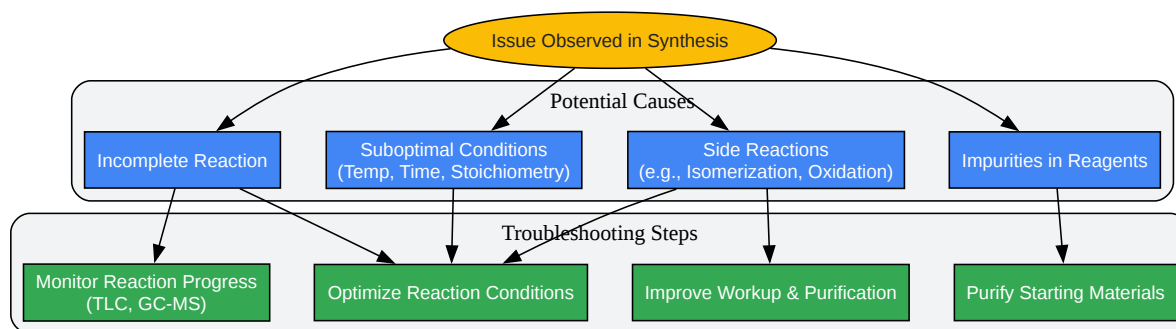 Issue Observed in Synthesis
Potential Causes
Incomplete Reaction
Suboptimal Conditions
(Temp, Time, Stoichiometry)
Side Reactions
(e.g., Isomerization, Oxidation)
Impurities in Reagents
Troubleshooting Steps
Monitor Reaction Progress
(TLC, GC-MS)
Optimize Reaction Conditions
Improve Workup & Purification
Purify Starting Materials